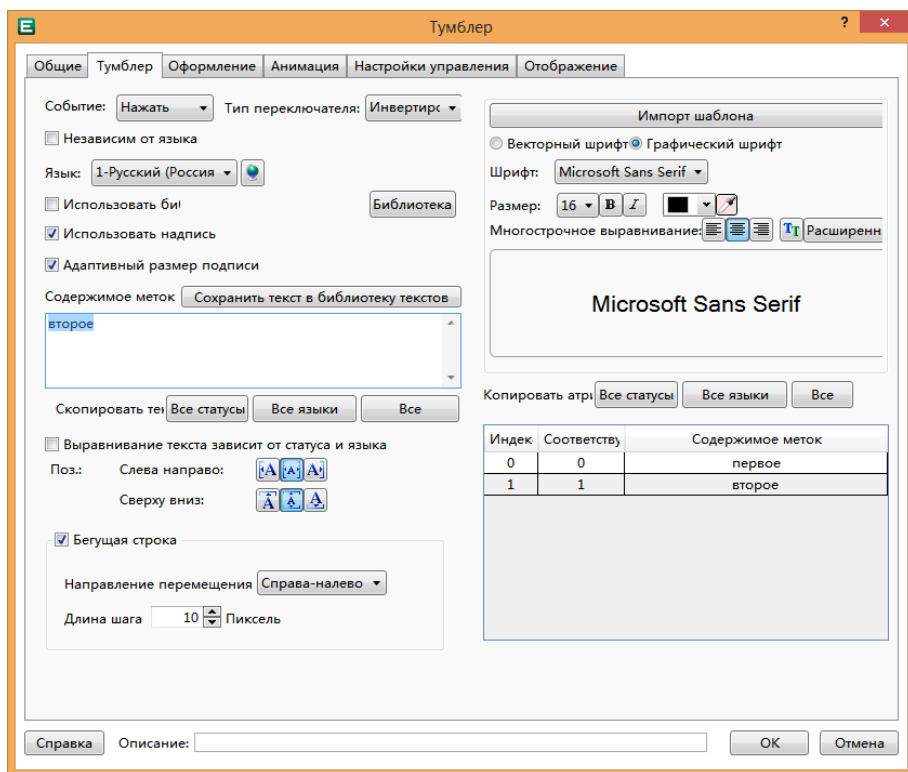 Тумблер
?
Общие Тумблер Оформление Анимация Настройки управления Отображение
Событие: Нажать Тип переключателя: Инвертирс
Независим от языка
Язык: 1-Русский (Россия
Использовать би Библиотека
Использовать надпись
Адаптивный размер подписи
Содержимое меток Сохранить текст в библиотеку текстов
второе
Скопировать те Все статусы Все языки Все
Выравнивание текста зависит от статуса и языка
Поз.: Слева направо: A A A
Сверху вниз: A A A
Бегущая строка
Направление перемещения Справа-налево
Длина шага 10 Пиксель
Импорт шаблона
Векторный шрифт Графический шрифт
Шрифт: Microsoft Sans Serif
Размер: 16 B I
Многострочное выравнивание: TT Расширенн
Microsoft Sans Serif
Копировать атри Все статусы Все языки Все
Индек Соответству Содержимое меток
0 0 первое
1 1 второе
Справка Описание: OK Отмена